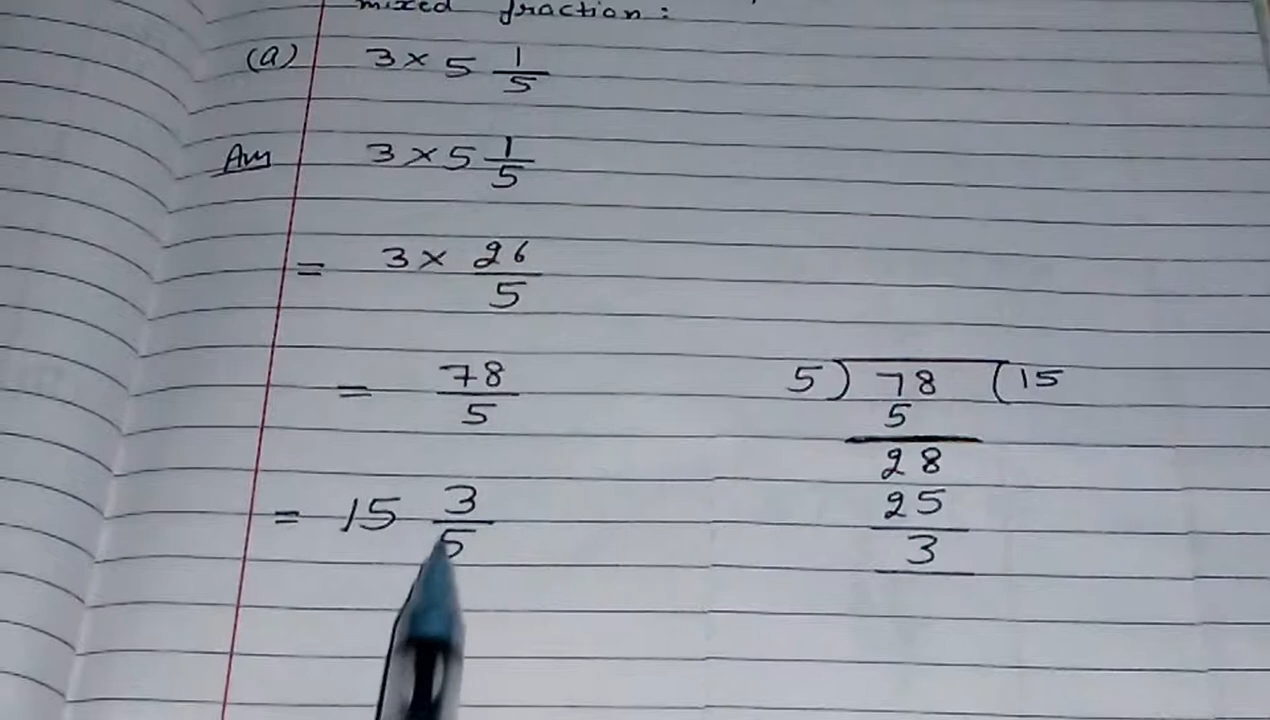 mixed fraction:
(a) 3 × 5 1/5
Ans 3 × 5 1/5
= 3 × 26/5
= 78/5
= 15 3/5
5) 78 (15
5
28
25
3